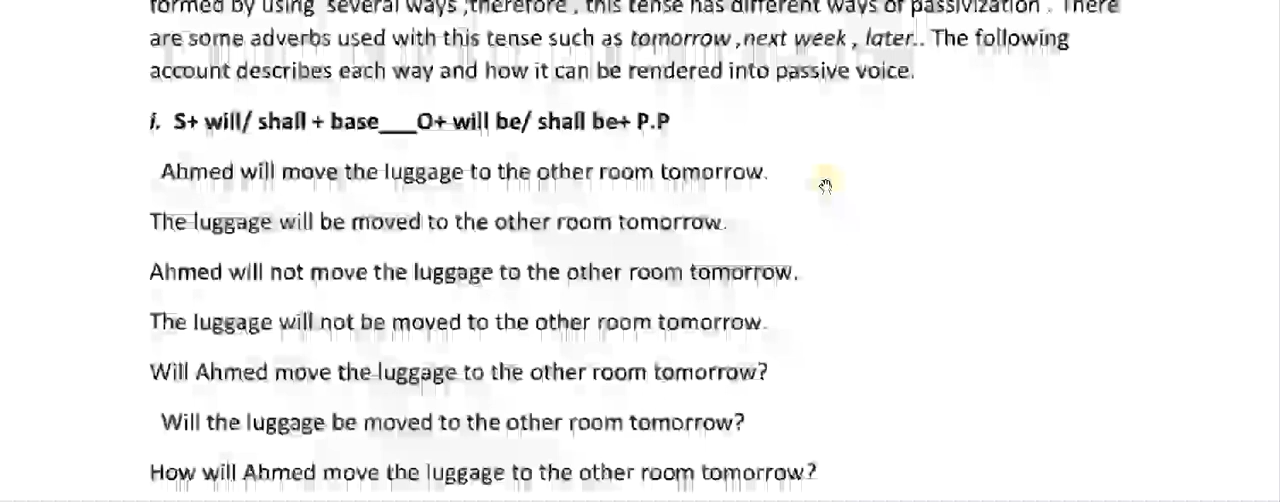 formed by using several ways ;therefore , this tense has different ways of passivization . There
are some adverbs used with this tense such as tomorrow ,next week , later.. The following
account describes each way and how it can be rendered into passive voice.
i. S+ will/ shall + base___O+ will be/ shall be+ P.P
Ahmed will move the luggage to the other room tomorrow.
The luggage will be moved to the other room tomorrow.
Ahmed will not move the luggage to the other room tomorrow.
The luggage will not be moved to the other room tomorrow.
Will Ahmed move the luggage to the other room tomorrow?
Will the luggage be moved to the other room tomorrow?
How will Ahmed move the luggage to the other room tomorrow?